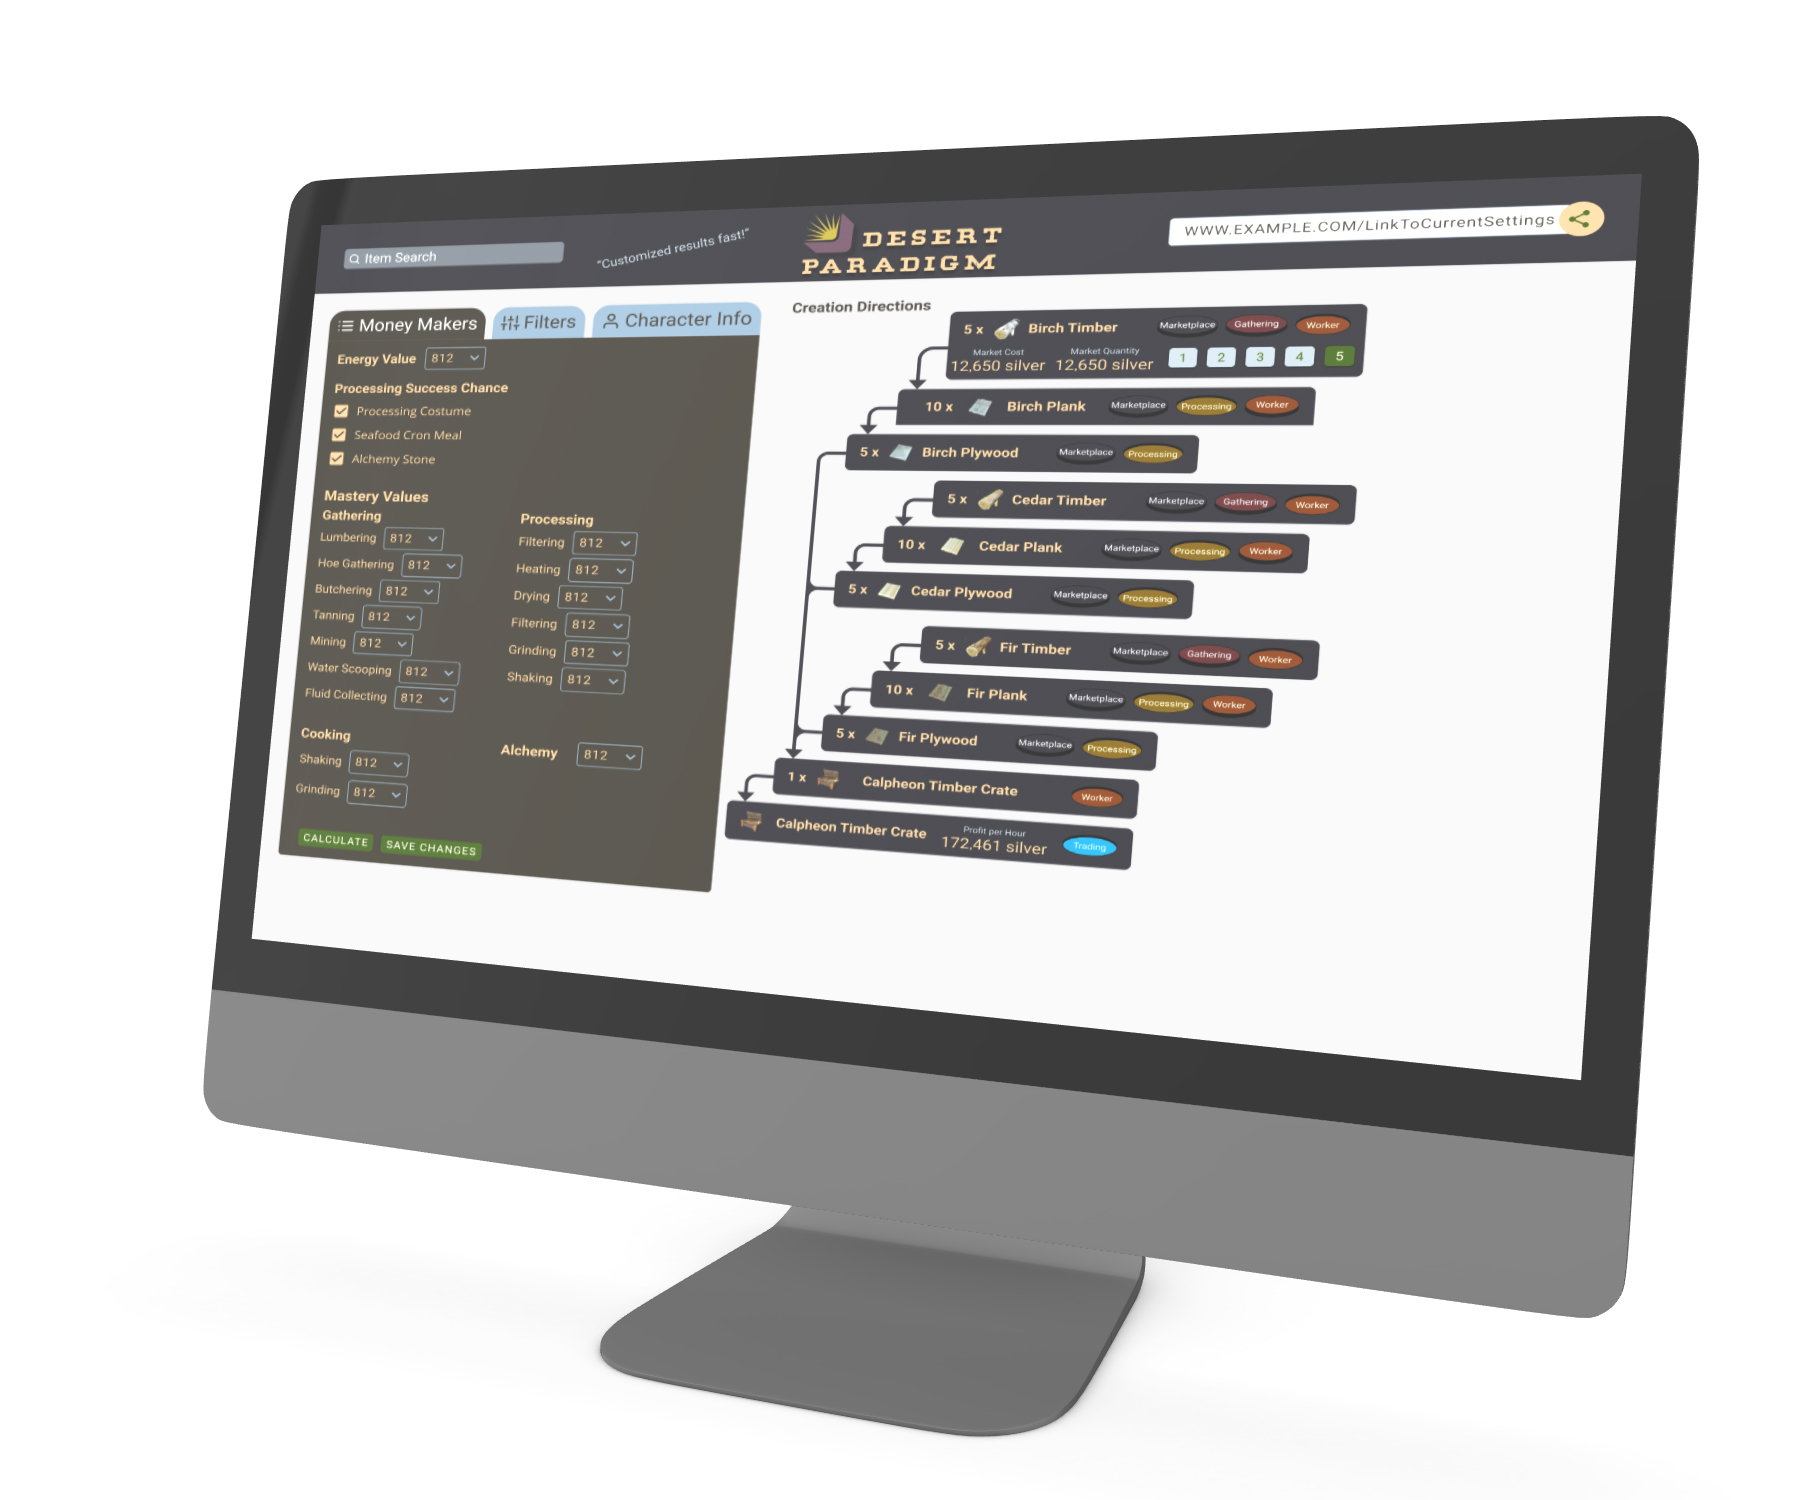 Item Search
"Customized results fast!"
DESERT
PARADIGM
WWW.EXAMPLE.COM/LinkToCurrentSettings
Money Makers
Filters
Character Info
Energy Value 812
Processing Success Chance
Processing Costume
Seafood Cron Meal
Alchemy Stone
Mastery Values
Gathering
Lumbering 812
Hoe Gathering 812
Butchering 812
Tanning 812
Mining 812
Water Scooping 812
Fluid Collecting 812
Processing
Filtering 812
Heating 812
Drying 812
Filtering 812
Grinding 812
Shaking 812
Cooking
Shaking 812
Grinding 812
Alchemy 812
CALCULATE SAVE CHANGES
Creation Directions
5 x Birch Timber Marketplace Gathering Worker
Market Cost Market Quantity
12,650 silver 12,650 silver 1 2 3 4 5
10 x Birch Plank Marketplace Processing Worker
5 x Birch Plywood Marketplace Processing
5 x Cedar Timber Marketplace Gathering Worker
10 x Cedar Plank Marketplace Processing Worker
5 x Cedar Plywood Marketplace Processing
5 x Fir Timber Marketplace Gathering Worker
10 x Fir Plank Marketplace Processing Worker
5 x Fir Plywood Marketplace Processing
1 x Calpheon Timber Crate Worker
Calpheon Timber Crate Profit per Hour Trading
172,461 silver